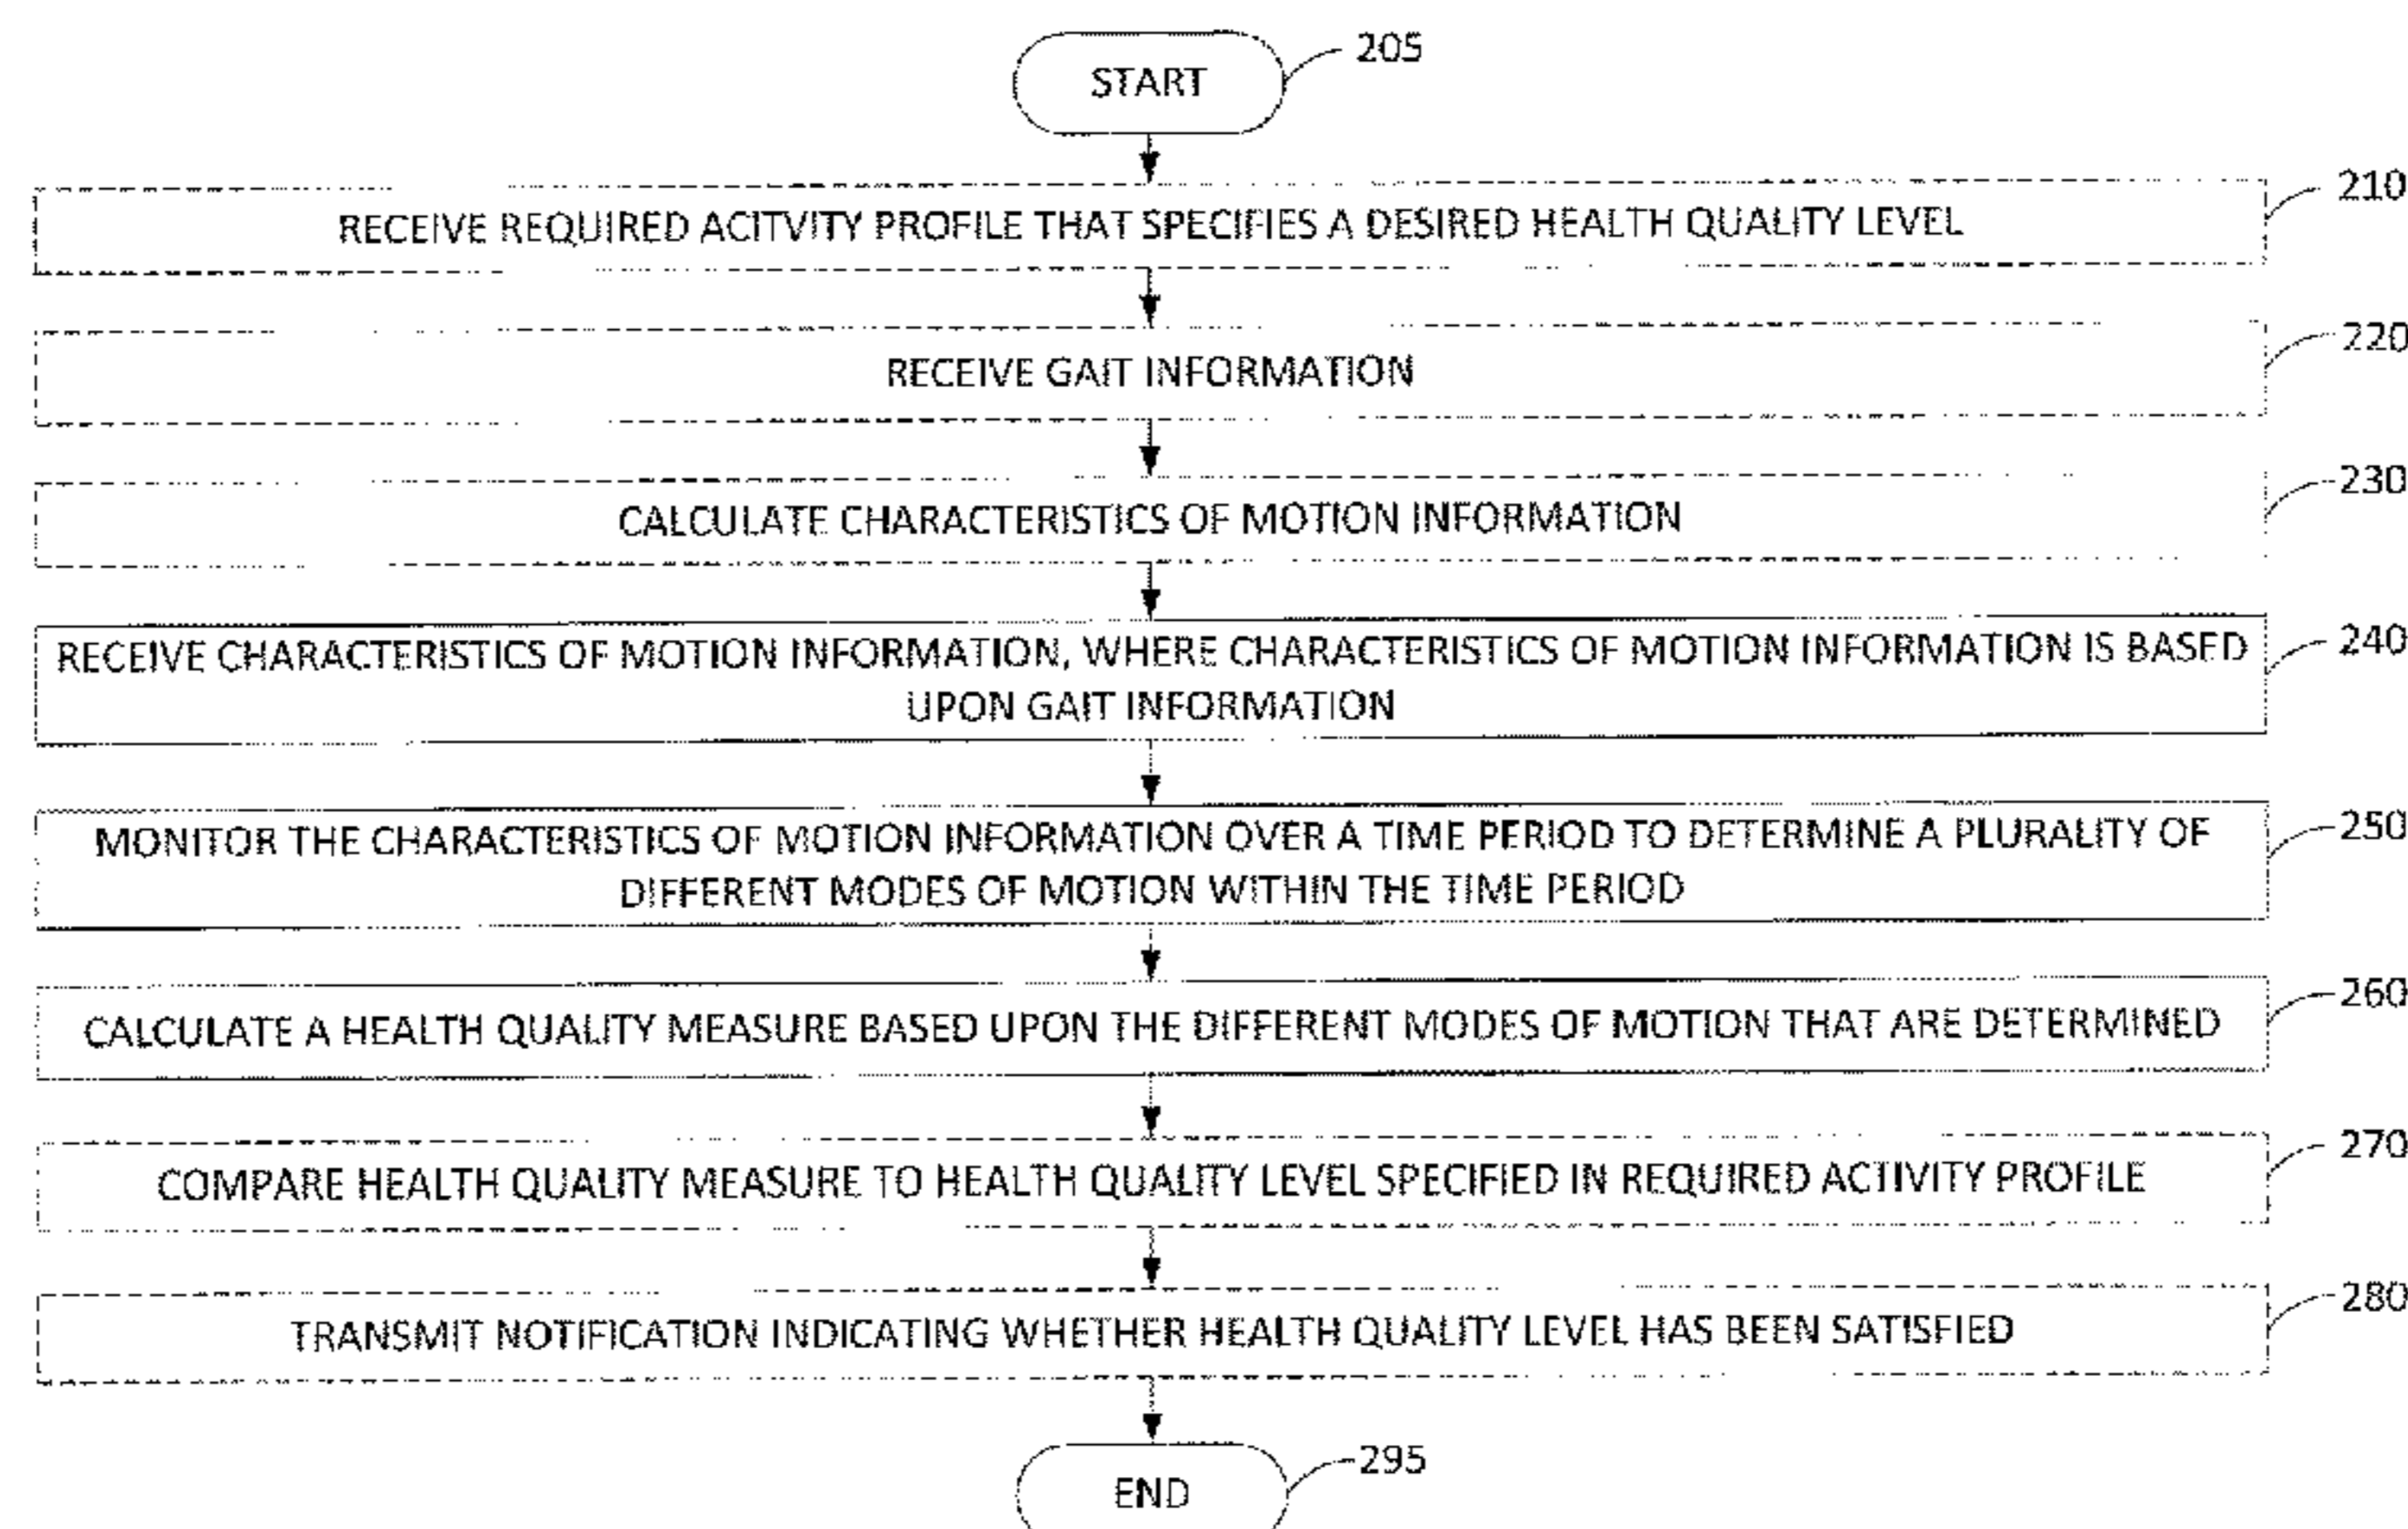 START
205
RECEIVE REQUIRED ACITVITY PROFILE THAT SPECIFIES A DESIRED HEALTH QUALITY LEVEL
210
RECEIVE GAIT INFORMATION
220
CALCULATE CHARACTERISTICS OF MOTION INFORMATION
230
RECEIVE CHARACTERISTICS OF MOTION INFORMATION, WHERE CHARACTERISTICS OF MOTION INFORMATION IS BASED
UPON GAIT INFORMATION
240
MONITOR THE CHARACTERISTICS OF MOTION INFORMATION OVER A TIME PERIOD TO DETERMINE A PLURALITY OF
DIFFERENT MODES OF MOTION WITHIN THE TIME PERIOD
250
CALCULATE A HEALTH QUALITY MEASURE BASED UPON THE DIFFERENT MODES OF MOTION THAT ARE DETERMINED
260
COMPARE HEALTH QUALITY MEASURE TO HEALTH QUALITY LEVEL SPECIFIED IN REQUIRED ACTIVITY PROFILE
270
TRANSMIT NOTIFICATION INDICATING WHETHER HEALTH QUALITY LEVEL HAS BEEN SATISFIED
280
END
295